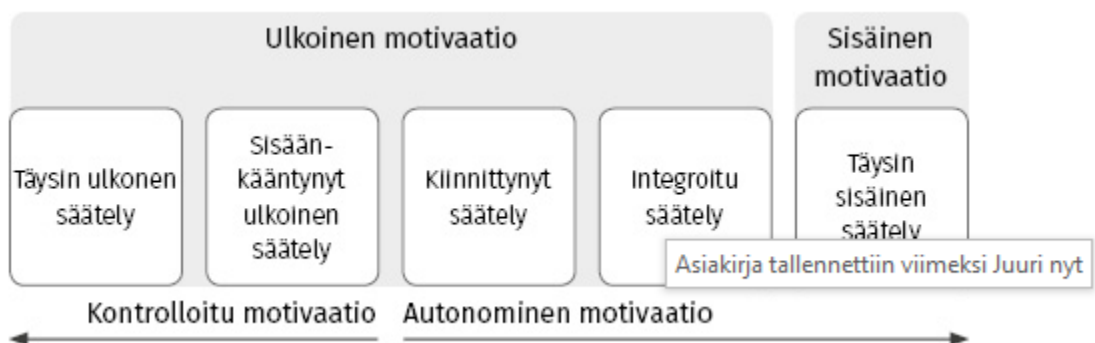 Ulkoinen motivaatio
Sisäinen
motivaatio
Täysin ulkonen
säätely
Sisään-
kääntynyt
ulkoinen
säätely
Kiinnittynyt
säätely
Integroitu
säätely
Täysin
sisäinen
säätely
Asiakirja tallennettiin viimeksi Juuri nyt
Kontrolloitu motivaatio
Autonominen motivaatio